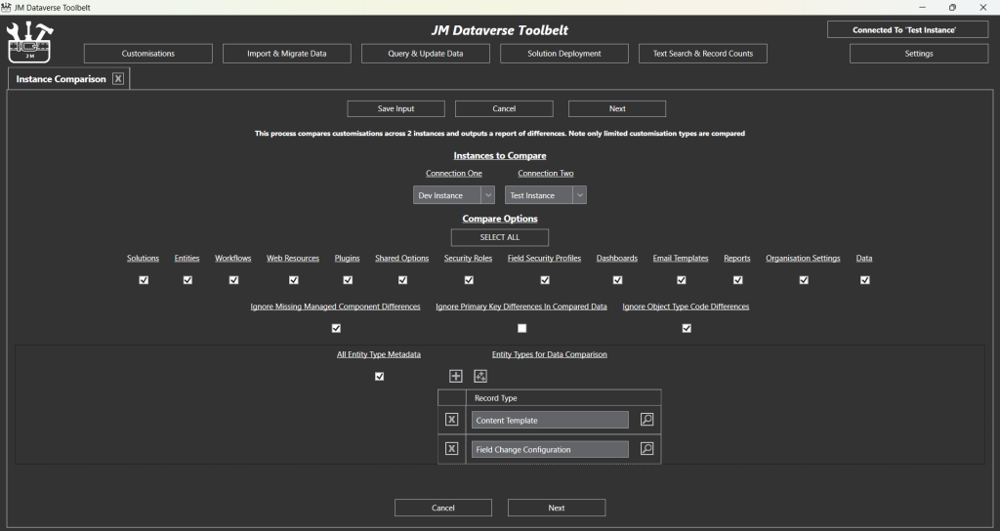 JM Dataverse Toolbelt
JM
JM Dataverse Toolbelt
Connected To 'Test Instance'
Customisations
Import & Migrate Data
Query & Update Data
Solution Deployment
Text Search & Record Counts
Settings
Instance Comparison X
Save Input
Cancel
Next
This process compares customisations across 2 instances and outputs a report of differences. Note only limited customisation types are compared
Instances to Compare
Connection One
Connection Two
Dev Instance
Test Instance
Compare Options
SELECT ALL
Solutions
Entities
Workflows
Web Resources
Plugins
Shared Options
Security Roles
Field Security Profiles
Dashboards
Email Templates
Reports
Organisation Settings
Data
Ignore Missing Managed Component Differences
Ignore Primary Key Differences In Compared Data
Ignore Object Type Code Differences
All Entity Type Metadata
Entity Types for Data Comparison
Record Type
X
Content Template
X
Field Change Configuration
Cancel
Next